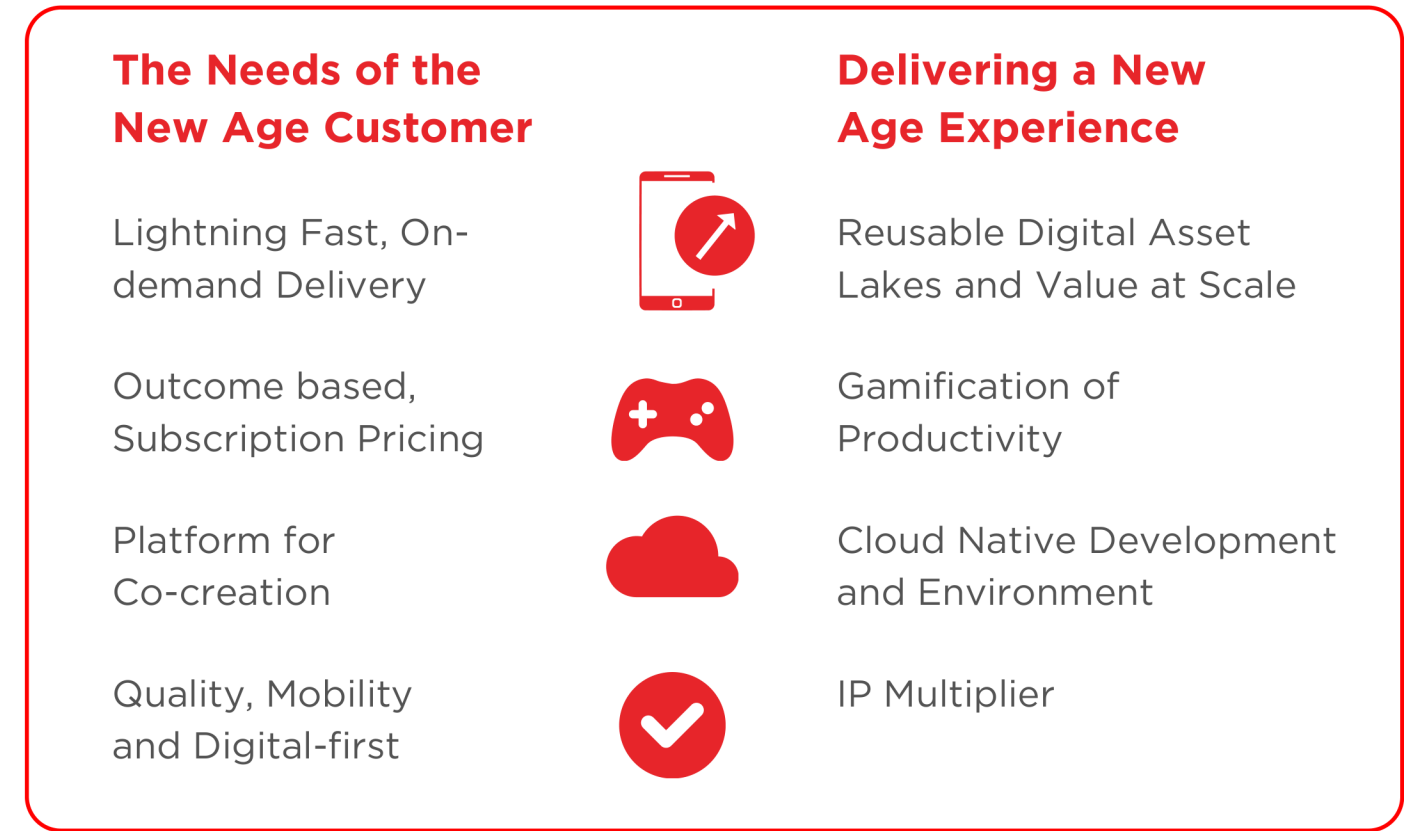 The Needs of the
New Age Customer
Lightning Fast, On-
demand Delivery
Outcome based,
Subscription Pricing
Platform for
Co-creation
Quality, Mobility
and Digital-first
Delivering a New
Age Experience
Reusable Digital Asset
Lakes and Value at Scale
Gamification of
Productivity
Cloud Native Development
and Environment
IP Multiplier